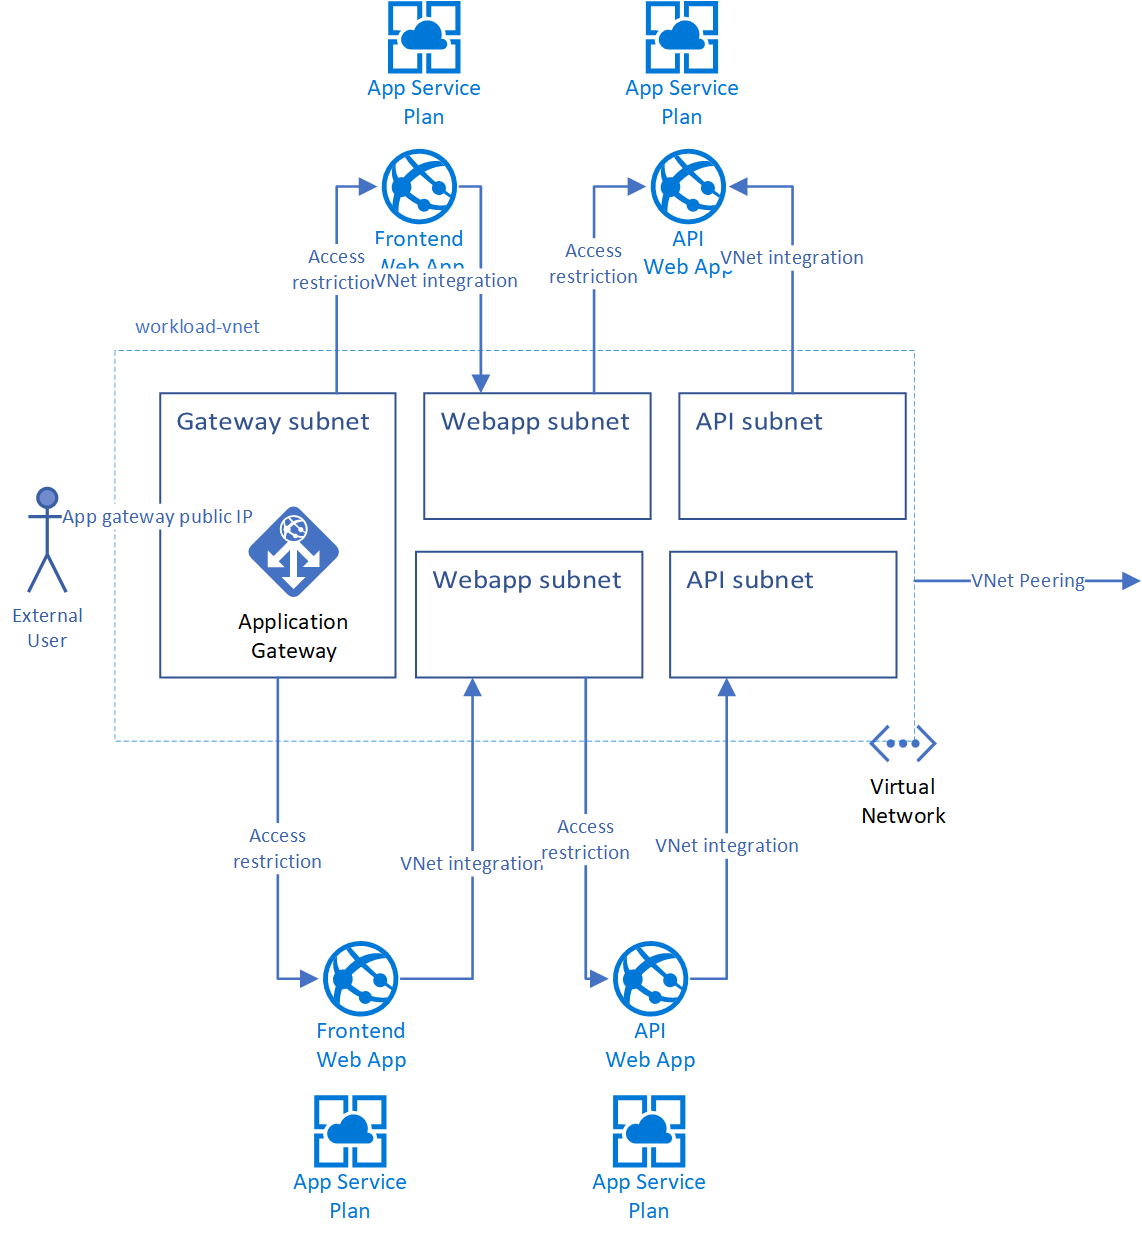 App Service
Plan
App Service
Plan
Frontend
Web App
API
Web App
Access
restriction
VNet integration
Access
restriction
VNet integration
workload-vnet
Gateway subnet
Webapp subnet
API subnet
App gateway public IP
External
User
Application
Gateway
Webapp subnet
API subnet
VNet Peering
Virtual
Network
Access
restriction
VNet integration
Access
restriction
VNet integration
Frontend
Web App
API
Web App
App Service
Plan
App Service
Plan